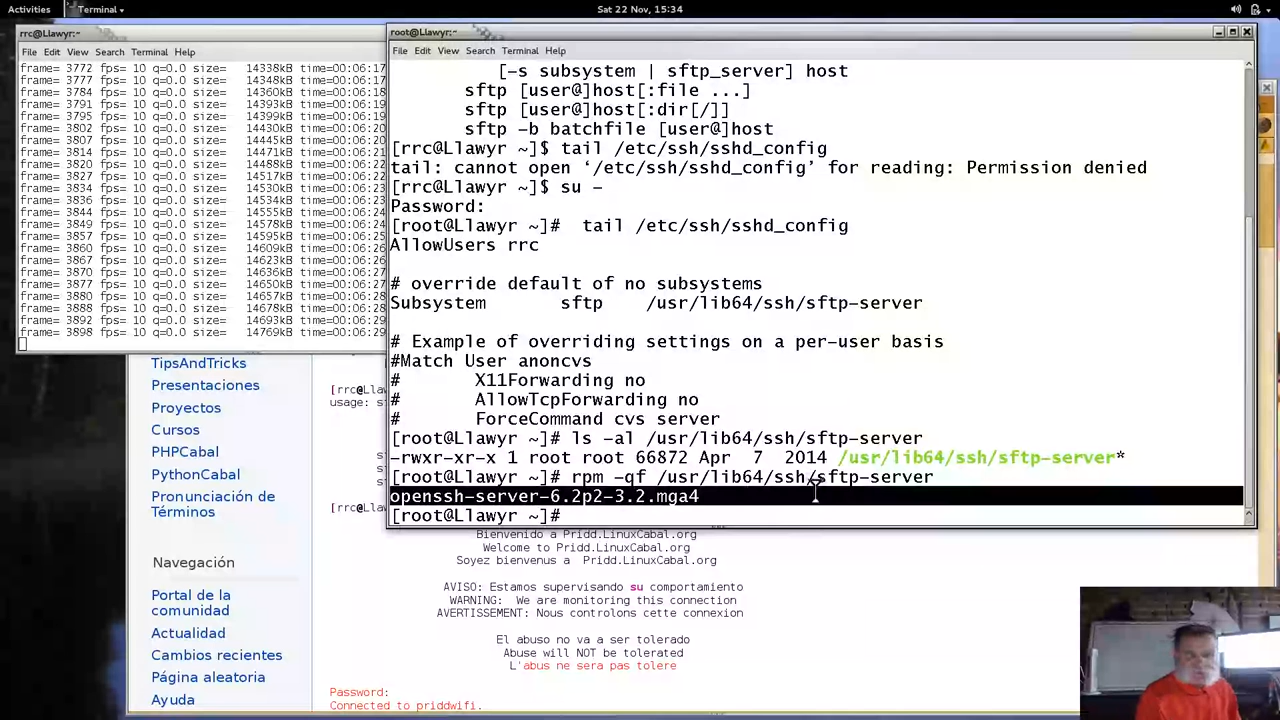 Activities
Terminal
Sat 22 Nov, 15:34
rrc@Llawyr:~
File Edit View Search Terminal Help
frame= 3772 fps= 10 q=0.0 size= 14338kB time=00:06:17
frame= 3784 fps= 10 q=0.0 size= 14360kB time=00:06:18
frame= 3791 fps= 10 q=0.0 size= 14393kB time=00:06:19
frame= 3795 fps= 10 q=0.0 size= 14399kB time=00:06:19
frame= 3802 fps= 10 q=0.0 size= 14430kB time=00:06:20
frame= 3807 fps= 10 q=0.0 size= 14445kB time=00:06:20
frame= 3814 fps= 10 q=0.0 size= 14471kB time=00:06:21
frame= 3820 fps= 10 q=0.0 size= 14488kB time=00:06:22
frame= 3827 fps= 10 q=0.0 size= 14517kB time=00:06:22
frame= 3834 fps= 10 q=0.0 size= 14530kB time=00:06:23
frame= 3836 fps= 10 q=0.0 size= 14534kB time=00:06:23
frame= 3844 fps= 10 q=0.0 size= 14555kB time=00:06:24
frame= 3849 fps= 10 q=0.0 size= 14578kB time=00:06:24
frame= 3857 fps= 10 q=0.0 size= 14595kB time=00:06:25
frame= 3860 fps= 10 q=0.0 size= 14609kB time=00:06:26
frame= 3867 fps= 10 q=0.0 size= 14623kB time=00:06:26
frame= 3870 fps= 10 q=0.0 size= 14636kB time=00:06:27
frame= 3877 fps= 10 q=0.0 size= 14651kB time=00:06:27
frame= 3880 fps= 10 q=0.0 size= 14657kB time=00:06:28
frame= 3888 fps= 10 q=0.0 size= 14678kB time=00:06:28
frame= 3892 fps= 10 q=0.0 size= 14693kB time=00:06:29
frame= 3898 fps= 10 q=0.0 size= 14769kB time=00:06:29
root@Llawyr:~
File Edit View Search Terminal Help
[-s subsystem | sftp_server] host
sftp [user@]host[:file ...]
sftp [user@]host[:dir[/]]
sftp -b batchfile [user@]host
[rrc@Llawyr ~]$ tail /etc/ssh/sshd_config
tail: cannot open ‘/etc/ssh/sshd_config’ for reading: Permission denied
[rrc@Llawyr ~]$ su -
Password:
[root@Llawyr ~]#  tail /etc/ssh/sshd_config
AllowUsers rrc
# override default of no subsystems
Subsystem sftp /usr/lib64/ssh/sftp-server
# Example of overriding settings on a per-user basis
#Match User anoncvs
# X11Forwarding no
# AllowTcpForwarding no
# ForceCommand cvs server
[root@Llawyr ~]# ls -al /usr/lib64/ssh/sftp-server
-rwxr-xr-x 1 root root 66872 Apr 7 2014 /usr/lib64/ssh/sftp-server*
[root@Llawyr ~]# rpm -qf /usr/lib64/ssh/sftp-server
openssh-server-6.2p2-3.2.mga4
[root@Llawyr ~]#
TipsAndTricks
Presentaciones
Proyectos
Cursos
PHPCabal
PythonCabal
Navegación
Portal de la
comunidad
Actualidad
Cambios recientes
Página aleatoria
Ayuda
[rrc@Llaw
usage: s
[rrc@Llaw
Bienvenido a Pridd.LinuxCabal.org
Welcome to Pridd.LinuxCabal.org
Soyez bienvenus a Pridd.LinuxCabal.org
AVISO: Estamos supervisando su comportamiento
WARNING: We are monitoring this connection
AVERTISSEMENT: Nous controlons cette connexion
El abuso no va a ser tolerado
Abuse will NOT be tolerated
L'abus ne sera pas tolere
Password:
Connected to priddwifi.